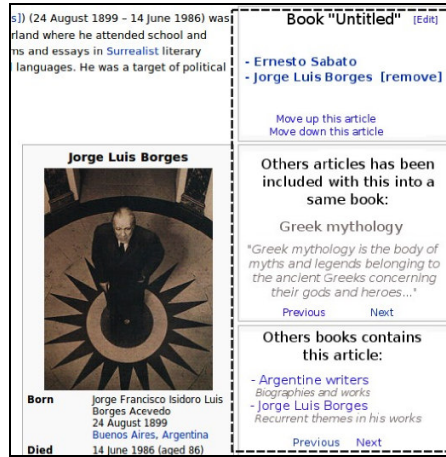 s]) (24 August 1899 – 14 June 1986) was
rland where he attended school and
ms and essays in Surrealist literary
l languages. He was a target of political
Jorge Luis Borges
Born Jorge Francisco Isidoro Luis
Borges Acevedo
24 August 1899
Buenos Aires, Argentina
Died 14 June 1986 (aged 86)
Book "Untitled" [Edit]
- Ernesto Sabato
- Jorge Luis Borges [remove]
Move up this article
Move down this article
Others articles has been
included with this into a
same book:
Greek mythology
"Greek mythology is the body of
myths and legends belonging to
the ancient Greeks concerning
their gods and heroes..."
Previous Next
Others books contains
this article:
- Argentine writers
Biographies and works
- Jorge Luis Borges
Recurrent themes in his works
Previous Next